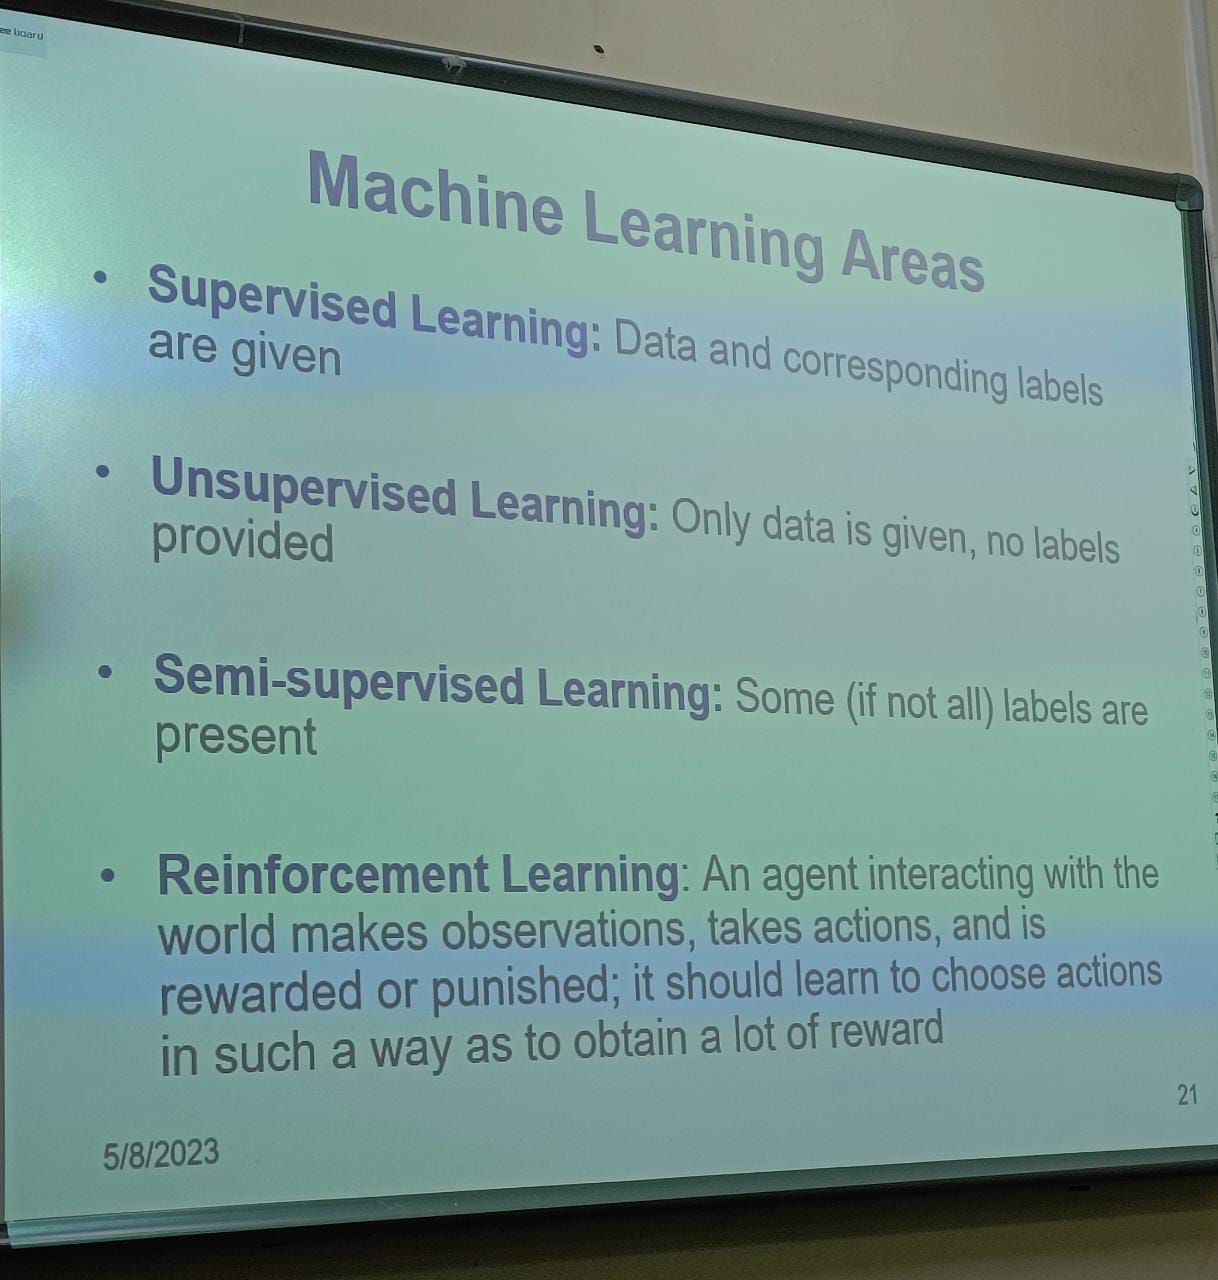 board
Machine Learning Areas
• Supervised Learning: Data and corresponding labels
are given
• Unsupervised Learning: Only data is given, no labels
provided
• Semi-supervised Learning: Some (if not all) labels are
present
• Reinforcement Learning: An agent interacting with the
world makes observations, takes actions, and is
rewarded or punished; it should learn to choose actions
in such a way as to obtain a lot of reward
21
5/8/2023